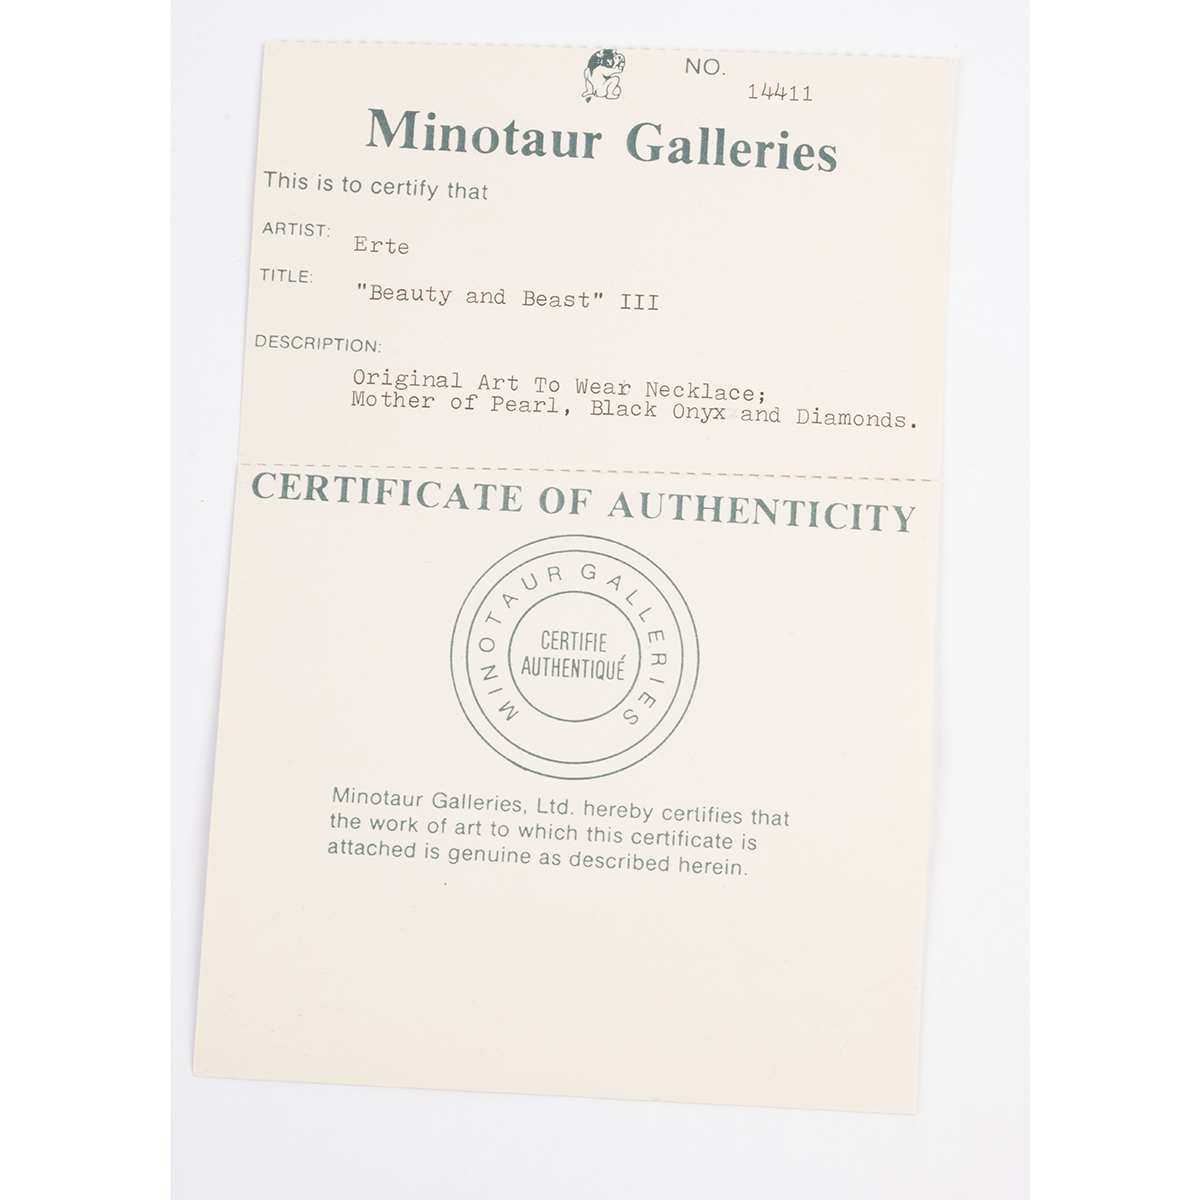 NO.
14411
Minotaur Galleries
This is to certify that
ARTIST: Erte
TITLE: "Beauty and Beast" III
DESCRIPTION:
Original Art To Wear Necklace;
Mother of Pearl, Black Onyx and Diamonds.
CERTIFICATE OF AUTHENTICITY
MINOTAUR GALLERIES
CERTIFIE
AUTHENTIQUÉ
Minotaur Galleries, Ltd. hereby certifies that
the work of art to which this certificate is
attached is genuine as described herein.